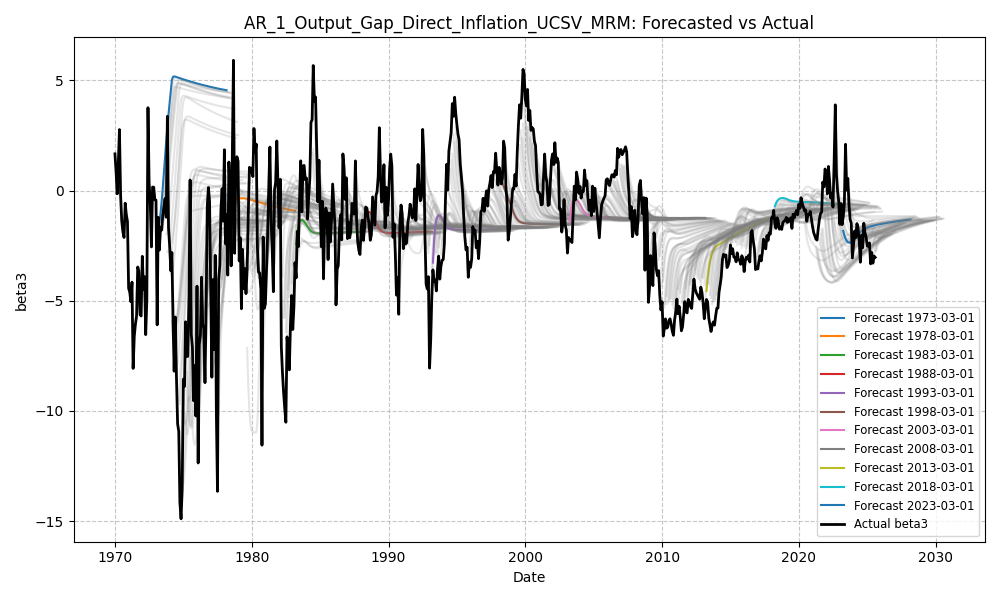 AR_1_Output_Gap_Direct_Inflation_UCSV_MRM: Forecasted vs Actual
beta3
5
0
−5
−10
−15
1970
1980
1990
2000
2010
2020
2030
Date
Forecast 1973-03-01
Forecast 1978-03-01
Forecast 1983-03-01
Forecast 1988-03-01
Forecast 1993-03-01
Forecast 1998-03-01
Forecast 2003-03-01
Forecast 2008-03-01
Forecast 2013-03-01
Forecast 2018-03-01
Forecast 2023-03-01
Actual beta3